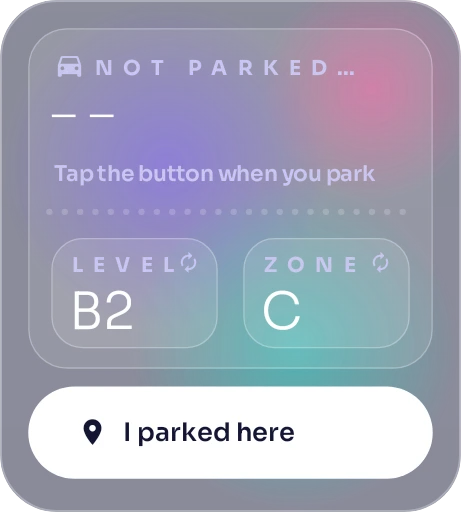 NOT PARKED…
– –
Tap the button when you park
LEVEL
ZONE
B2
C
I parked here